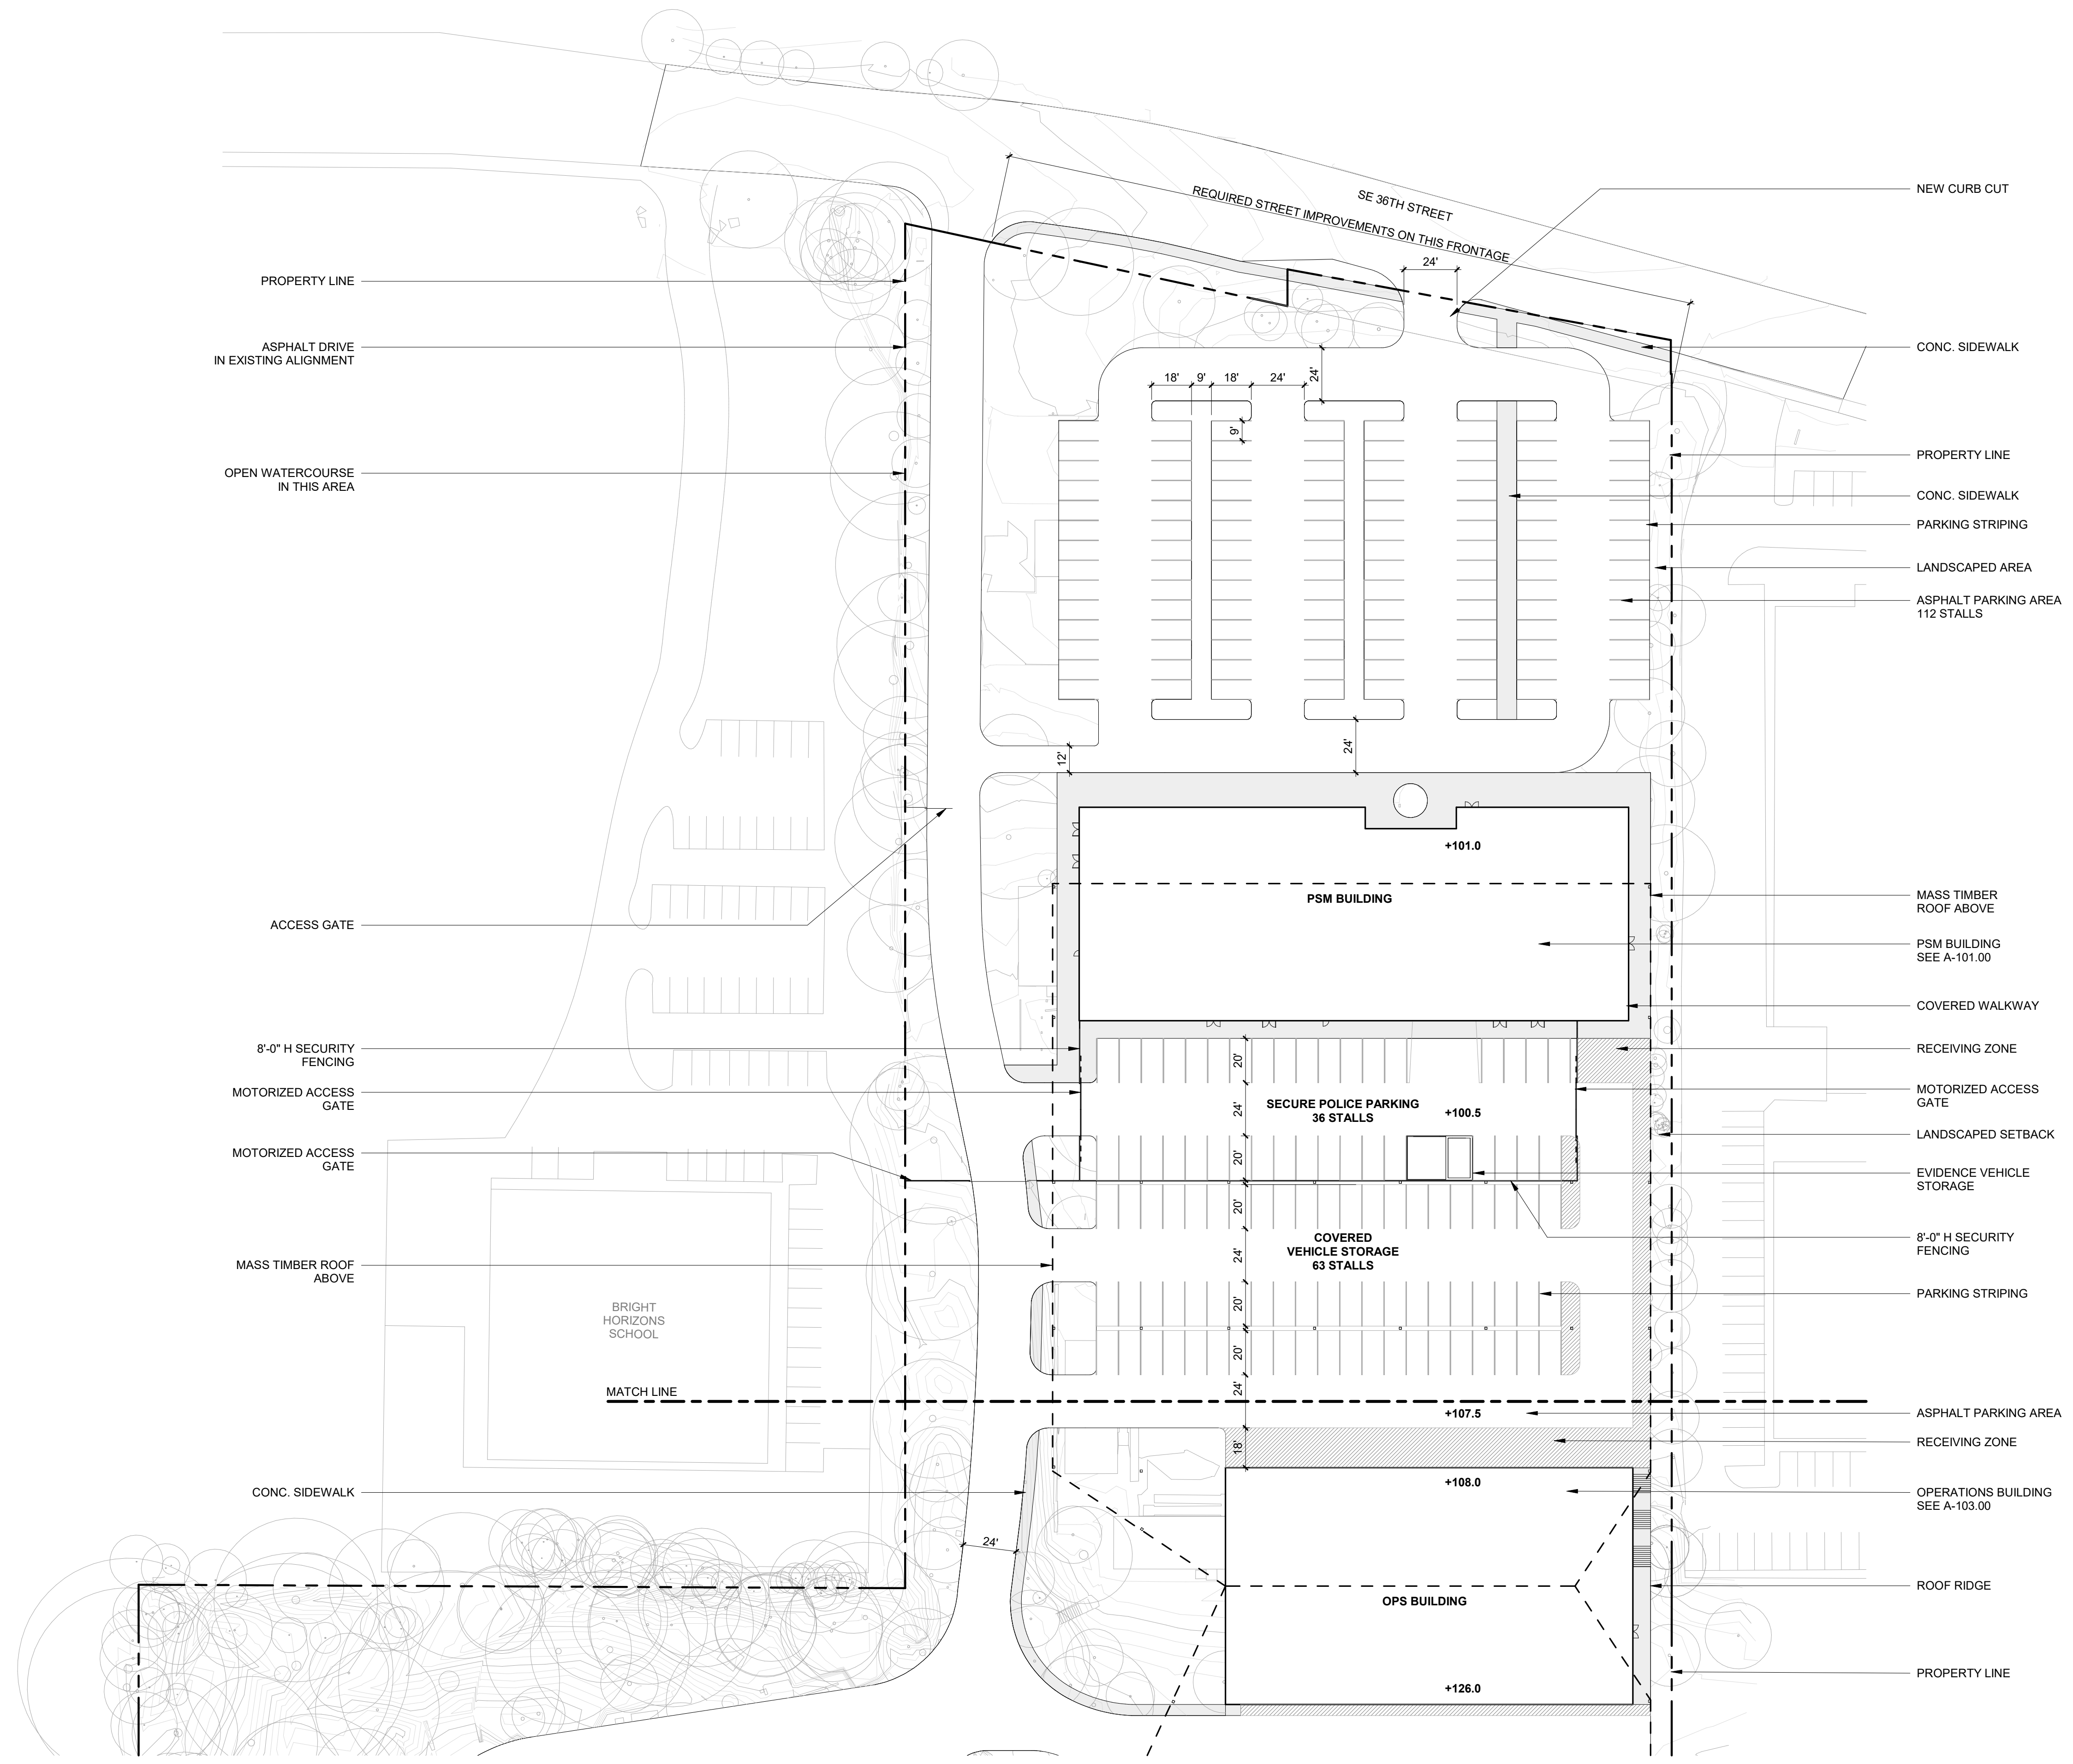 SE 36TH STREET
REQUIRED STREET IMPROVEMENTS ON THIS FRONTAGE
24'
NEW CURB CUT
PROPERTY LINE
ASPHALT DRIVE
IN EXISTING ALIGNMENT
CONC. SIDEWALK
18'
9'
18'
24'
24'
9'
OPEN WATERCOURSE
IN THIS AREA
PROPERTY LINE
CONC. SIDEWALK
PARKING STRIPING
LANDSCAPED AREA
ASPHALT PARKING AREA
112 STALLS
12'
24'
+101.0
PSM BUILDING
ACCESS GATE
MASS TIMBER
ROOF ABOVE
PSM BUILDING
SEE A-101.00
COVERED WALKWAY
8'-0" H SECURITY
FENCING
RECEIVING ZONE
MOTORIZED ACCESS
GATE
20'
24'
SECURE POLICE PARKING
36 STALLS
+100.5
MOTORIZED ACCESS
GATE
LANDSCAPED SETBACK
MOTORIZED ACCESS
GATE
20'
EVIDENCE VEHICLE
STORAGE
20'
COVERED
VEHICLE STORAGE
63 STALLS
24'
8'-0" H SECURITY
FENCING
MASS TIMBER ROOF
ABOVE
20'
PARKING STRIPING
BRIGHT
HORIZONS
SCHOOL
20'
24'
MATCH LINE
+107.5
ASPHALT PARKING AREA
18'
RECEIVING ZONE
+108.0
CONC. SIDEWALK
OPERATIONS BUILDING
SEE A-103.00
24'
OPS BUILDING
ROOF RIDGE
+126.0
PROPERTY LINE